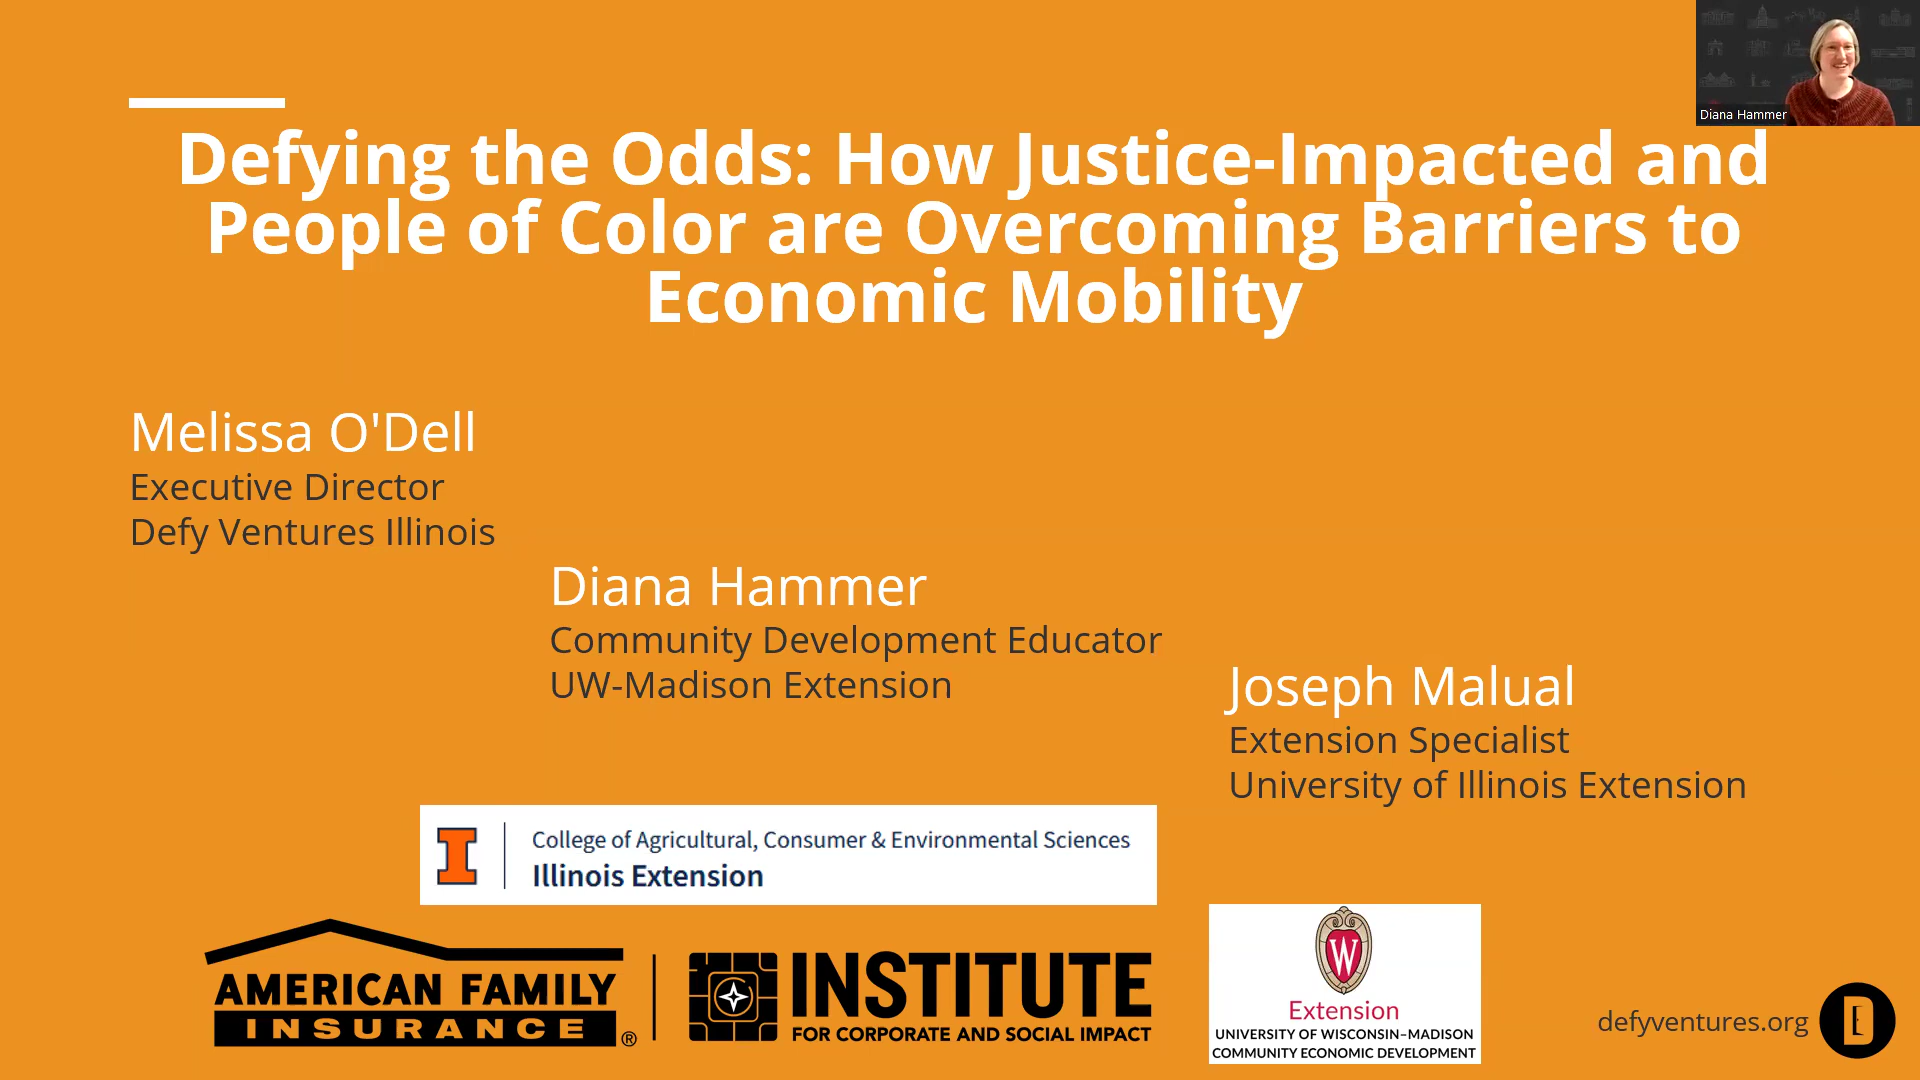 Diana Hammer
Defying the Odds: How Justice-Impacted and
People of Color are Overcoming Barriers to
Economic Mobility
Melissa O'Dell
Executive Director
Defy Ventures Illinois
Diana Hammer
Community Development Educator
UW-Madison Extension
Joseph Malual
Extension Specialist
University of Illinois Extension
I
College of Agricultural, Consumer & Environmental Sciences
Illinois Extension
AMERICAN FAMILY
INSURANCE ®
INSTITUTE
FOR CORPORATE AND SOCIAL IMPACT
W
Extension
UNIVERSITY OF WISCONSIN–MADISON
COMMUNITY ECONOMIC DEVELOPMENT
defyventures.org
D